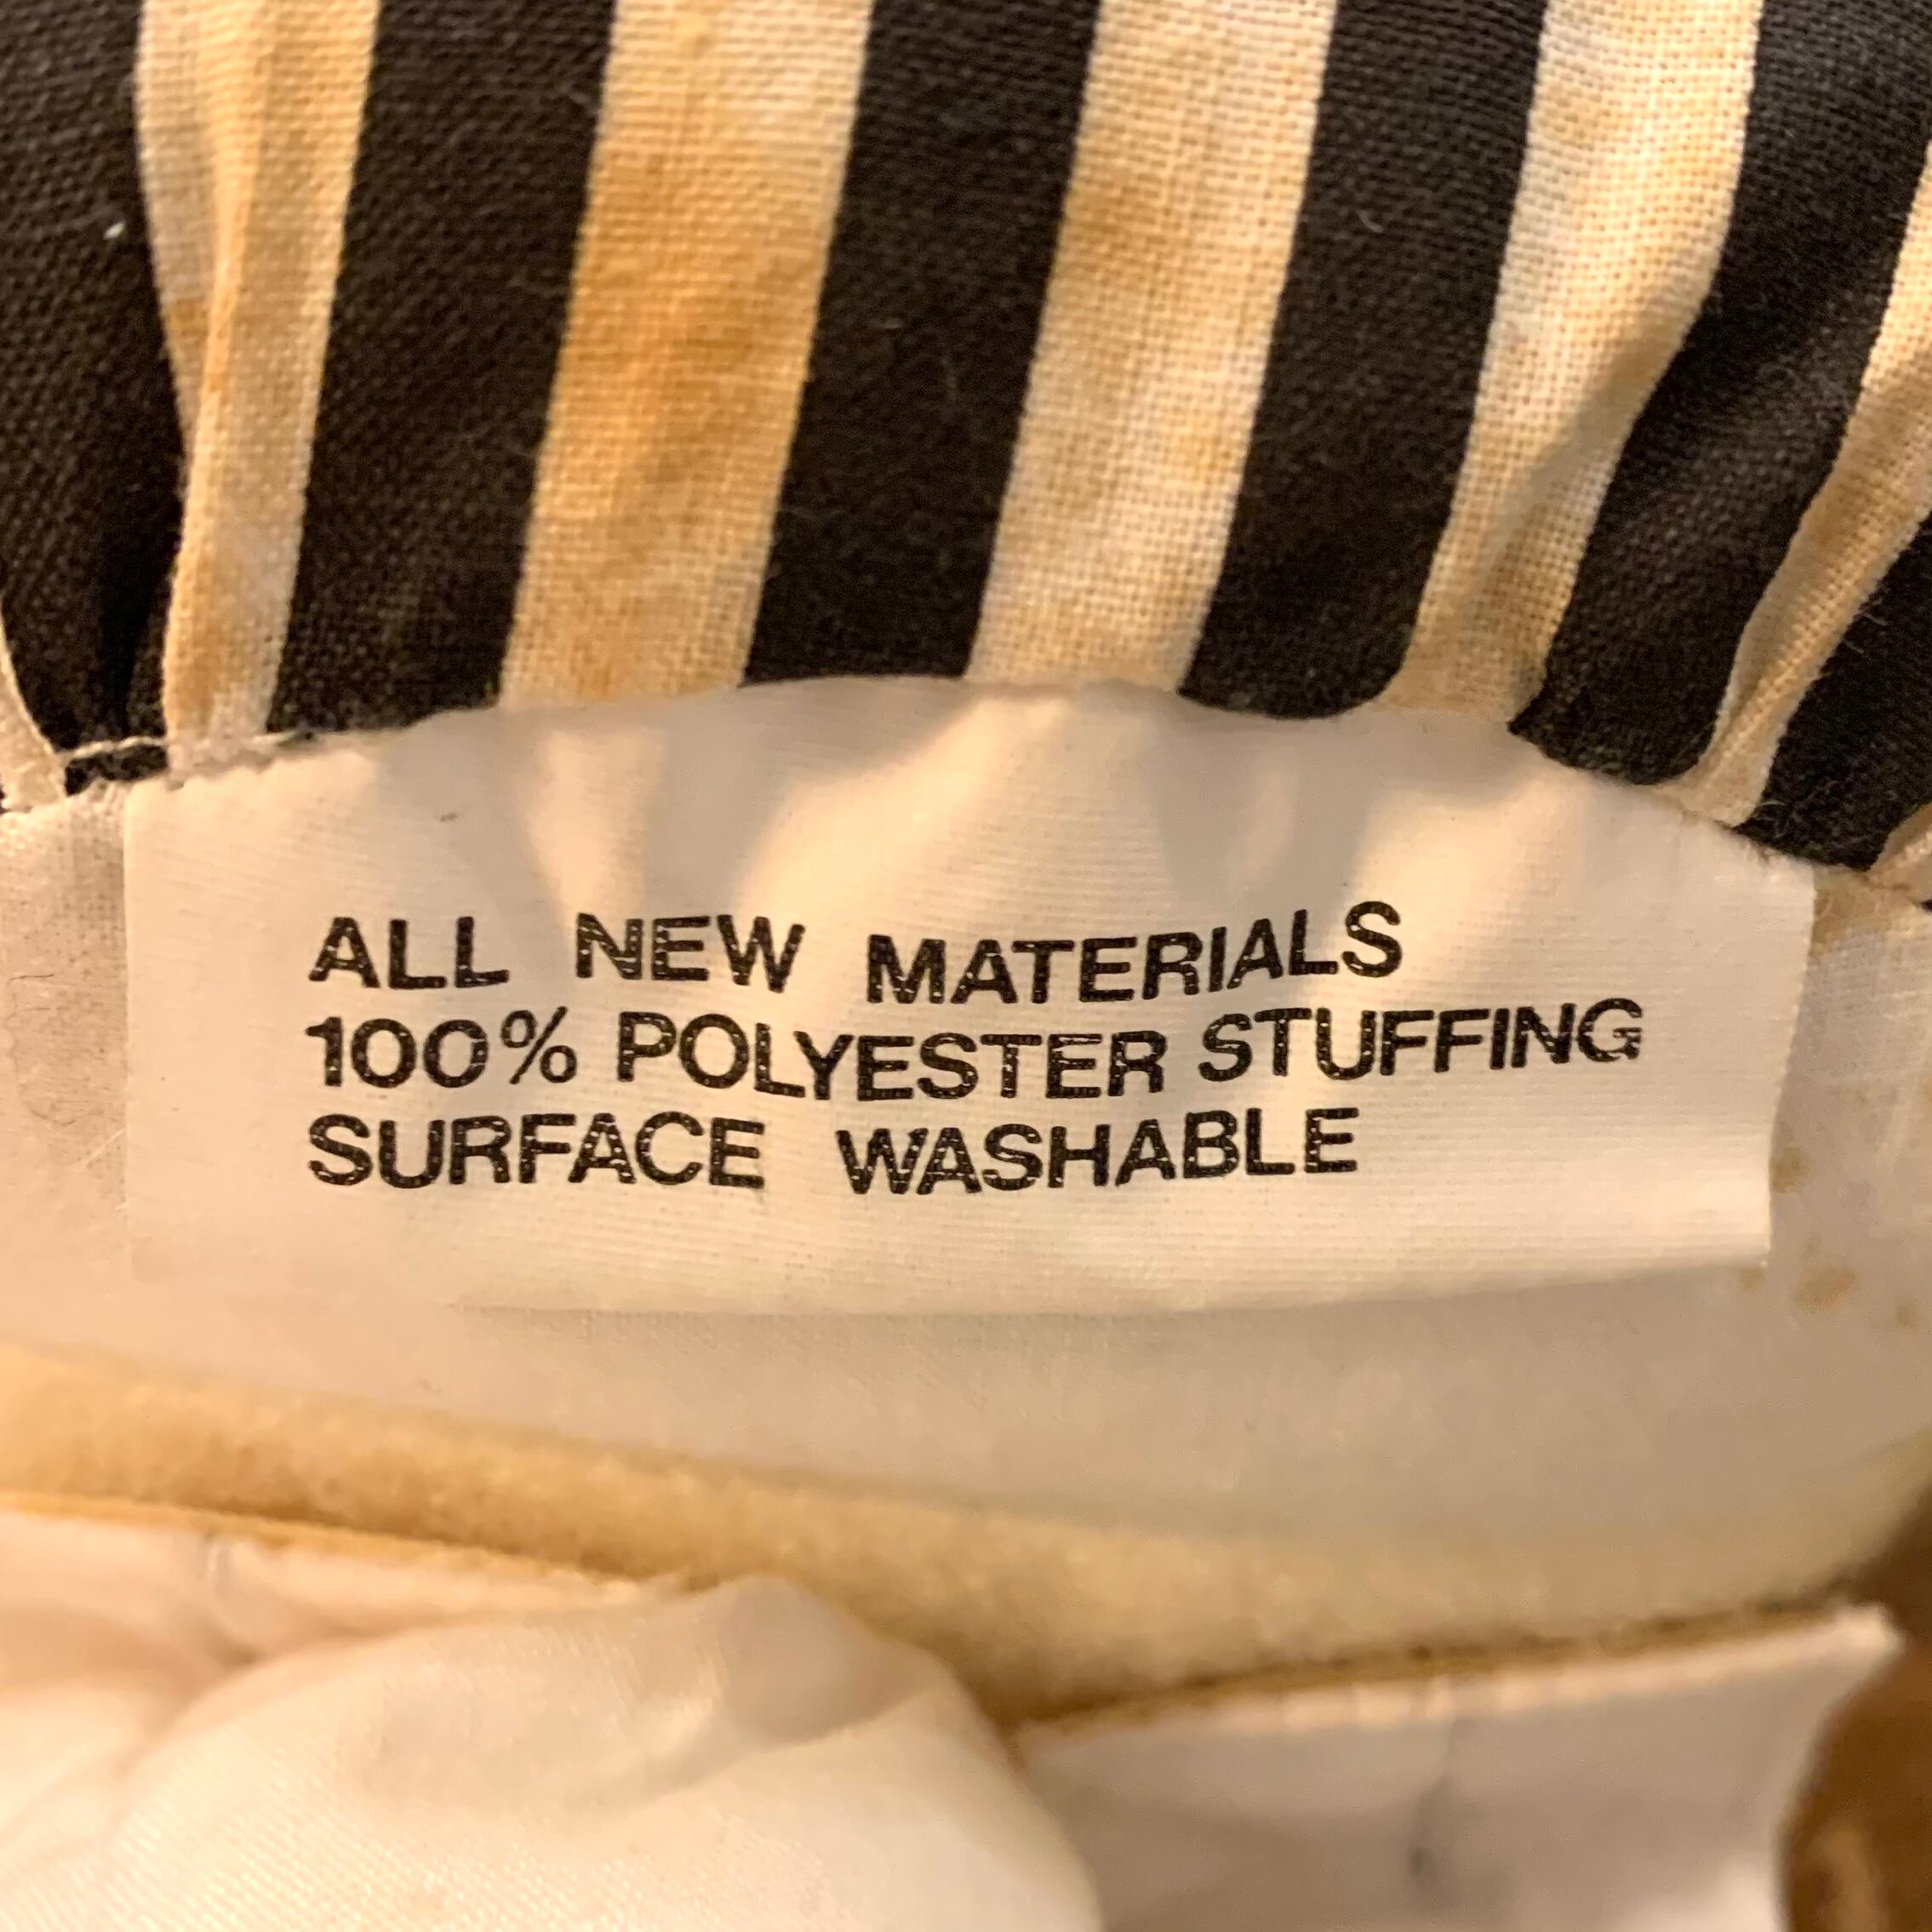 ALL NEW MATERIALS
100% POLYESTER STUFFING
SURFACE WASHABLE